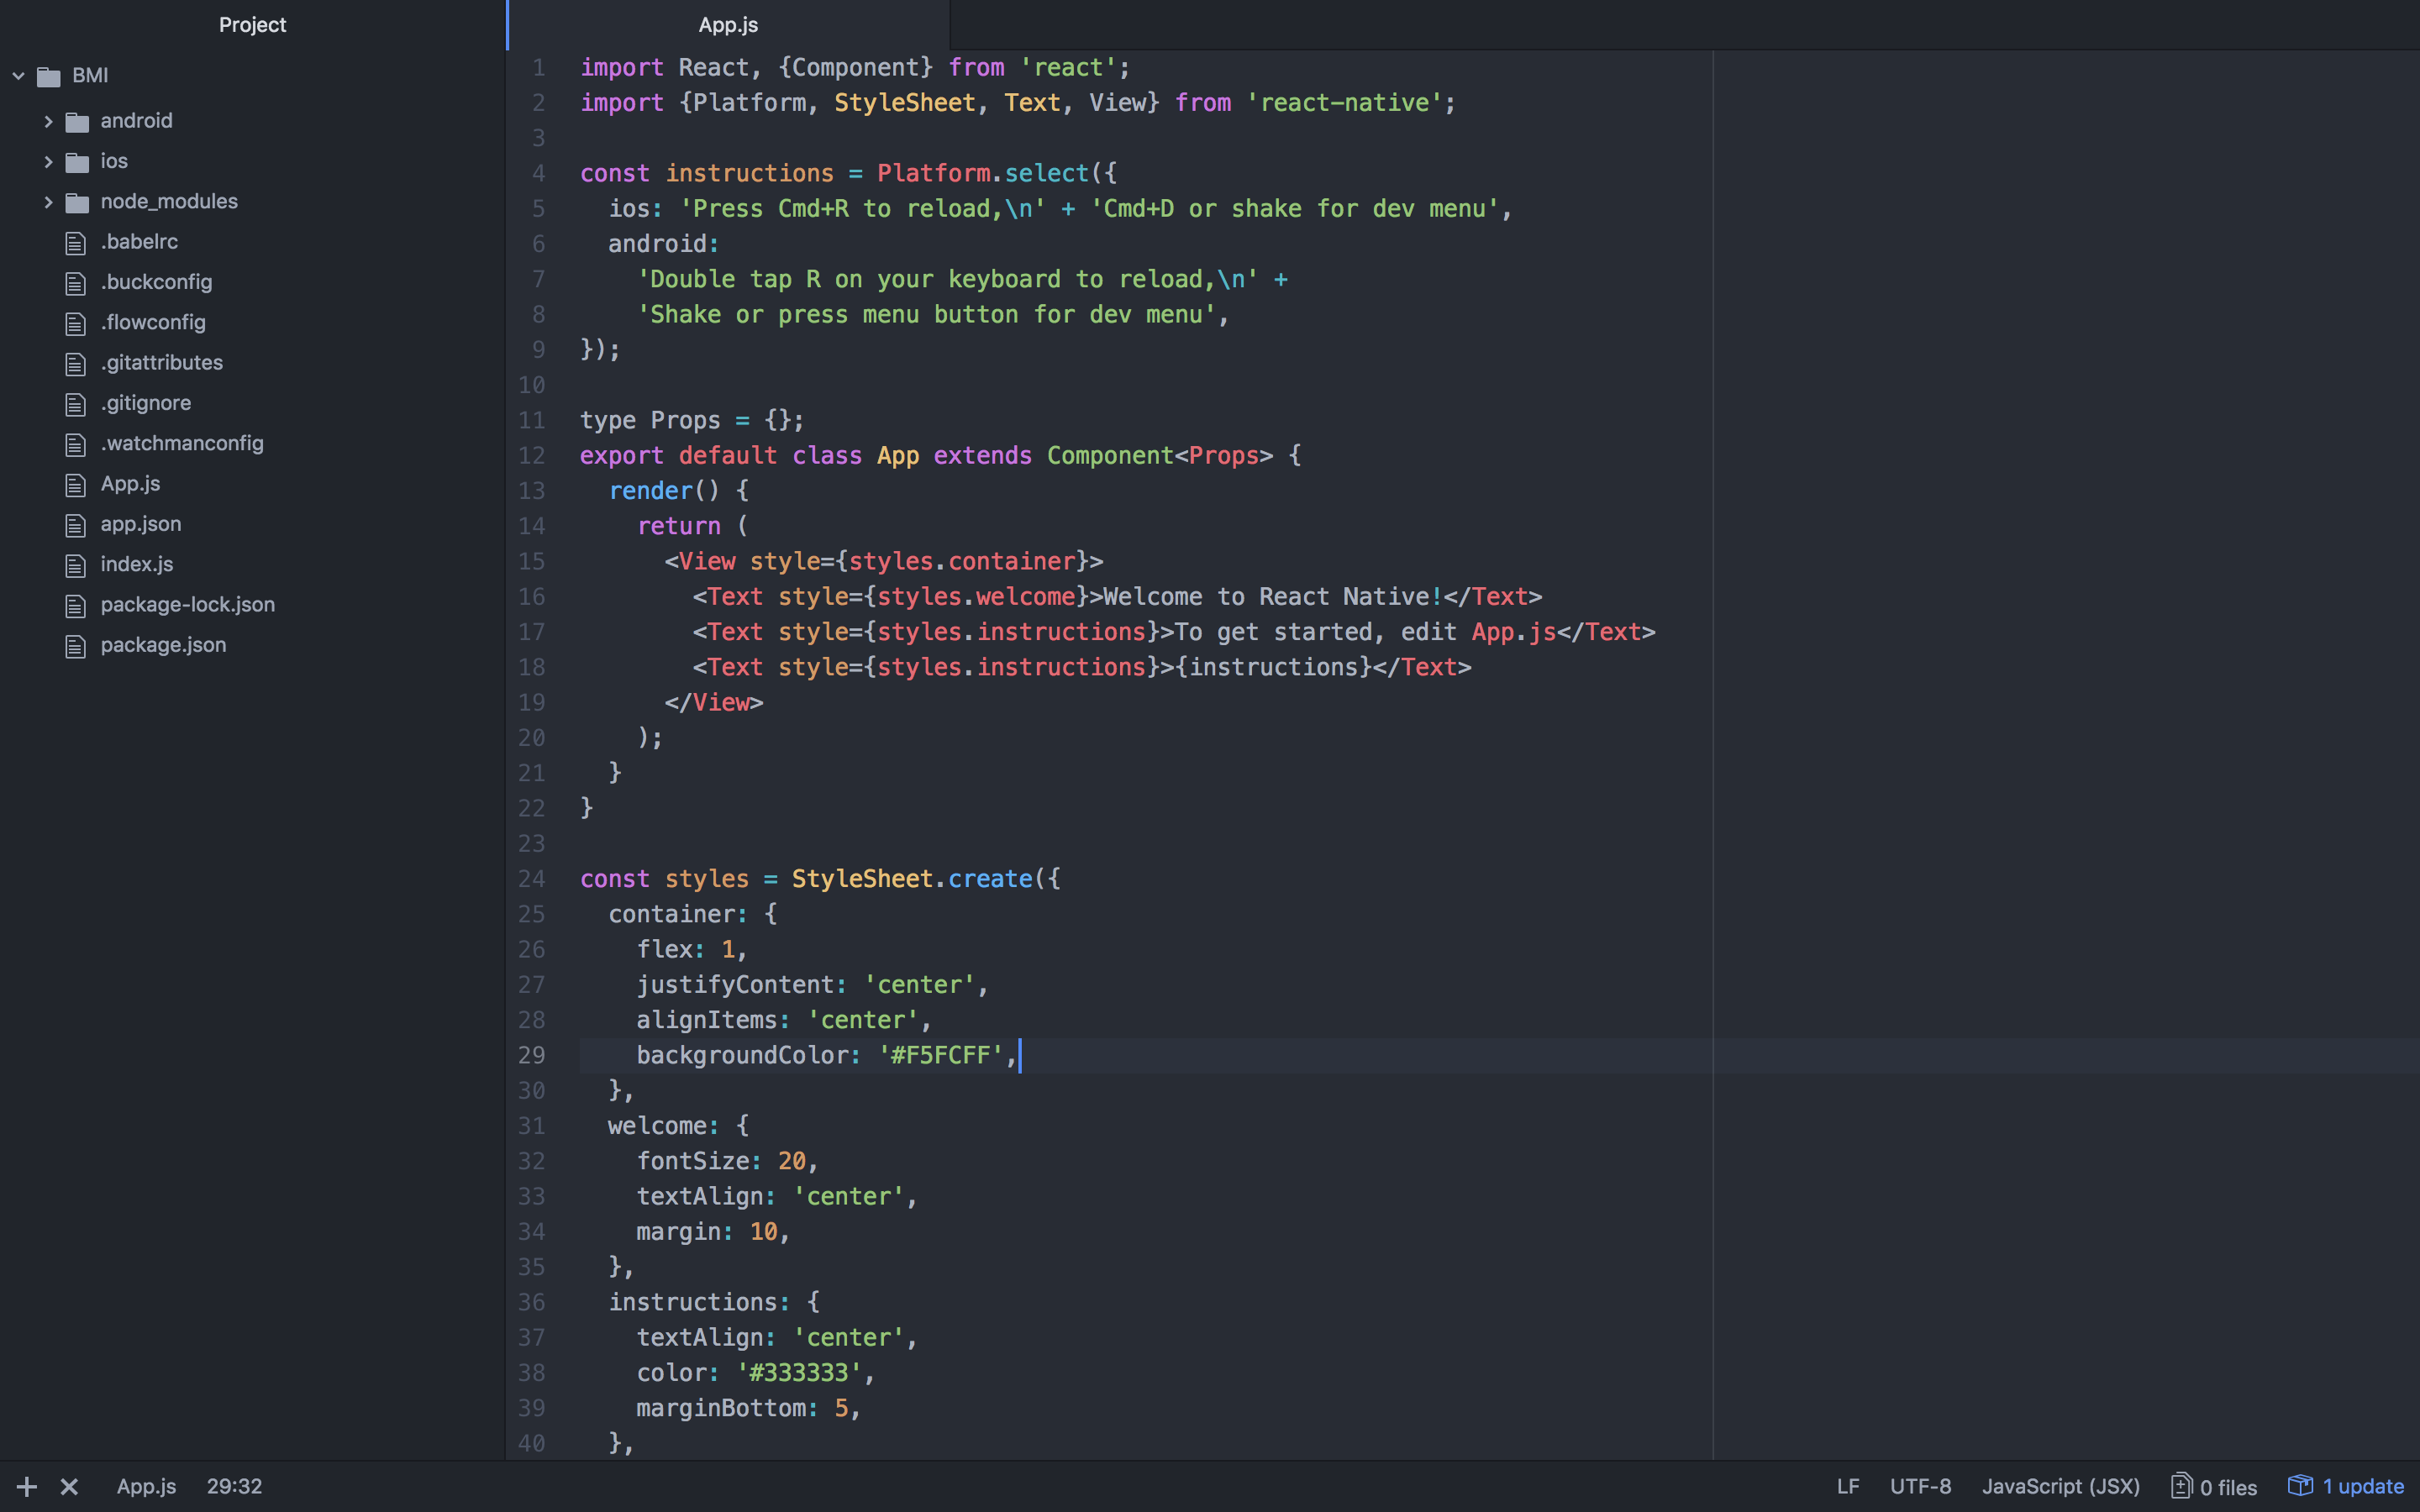 Project
BMI
android
ios
node_modules
.babelrc
.buckconfig
.flowconfig
.gitattributes
.gitignore
.watchmanconfig
App.js
app.json
index.js
package-lock.json
package.json
App.js
1 import React, {Component} from 'react';
2 import {Platform, StyleSheet, Text, View} from 'react-native';
3
4 const instructions = Platform.select({
5   ios: 'Press Cmd+R to reload,\n' + 'Cmd+D or shake for dev menu',
6   android:
7     'Double tap R on your keyboard to reload,\n' +
8     'Shake or press menu button for dev menu',
9 });
10
11 type Props = {};
12 export default class App extends Component<Props> {
13   render() {
14     return (
15       <View style={styles.container}>
16         <Text style={styles.welcome}>Welcome to React Native!</Text>
17         <Text style={styles.instructions}>To get started, edit App.js</Text>
18         <Text style={styles.instructions}>{instructions}</Text>
19       </View>
20     );
21   }
22 }
23
24 const styles = StyleSheet.create({
25   container: {
26     flex: 1,
27     justifyContent: 'center',
28     alignItems: 'center',
29     backgroundColor: '#F5FCFF',
30   },
31   welcome: {
32     fontSize: 20,
33     textAlign: 'center',
34     margin: 10,
35   },
36   instructions: {
37     textAlign: 'center',
38     color: '#333333',
39     marginBottom: 5,
40   },
App.js 29:32 LF UTF-8 JavaScript (JSX) 0 files 1 update